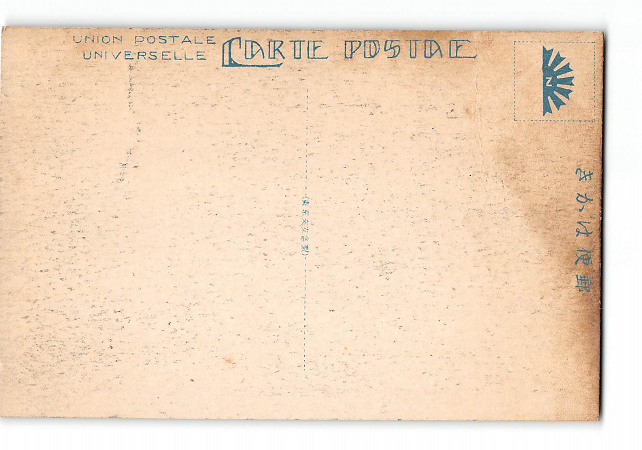 UNION POSTALE
UNIVERSELLE
CARTE POSTALE
N
きかは便郵